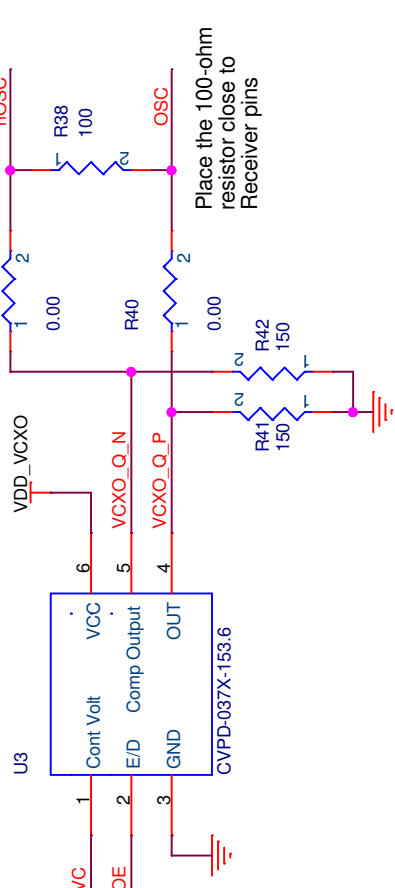 nOSC
R38
100
1
2
OSC
Place the 100-ohm
resistor close to
Receiver pins
1
2
0.00
R40
1
2
0.00
R42
150
2
1
R41
150
2
1
VDD_VCXO
VCXO_Q_N
VCXO_Q_P
6
5
4
U3
Cont Volt
VCC
E/D
Comp Output
GND
OUT
CVPD-037X-153.6
1
2
3
VC
OE